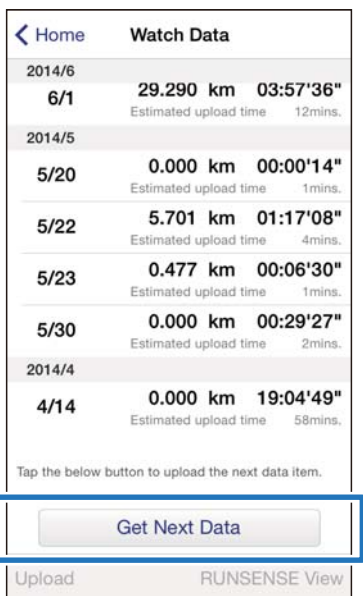 Home Watch Data
2014/6
6/1 29.290 km 03:57'36"
Estimated upload time 12mins.
2014/5
5/20 0.000 km 00:00'14"
Estimated upload time 1mins.
5/22 5.701 km 01:17'08"
Estimated upload time 4mins.
5/23 0.477 km 00:06'30"
Estimated upload time 1mins.
5/30 0.000 km 00:29'27"
Estimated upload time 2mins.
2014/4
4/14 0.000 km 19:04'49"
Estimated upload time 58mins.
Tap the below button to upload the next data item.
Get Next Data
Upload RUNSENSE View